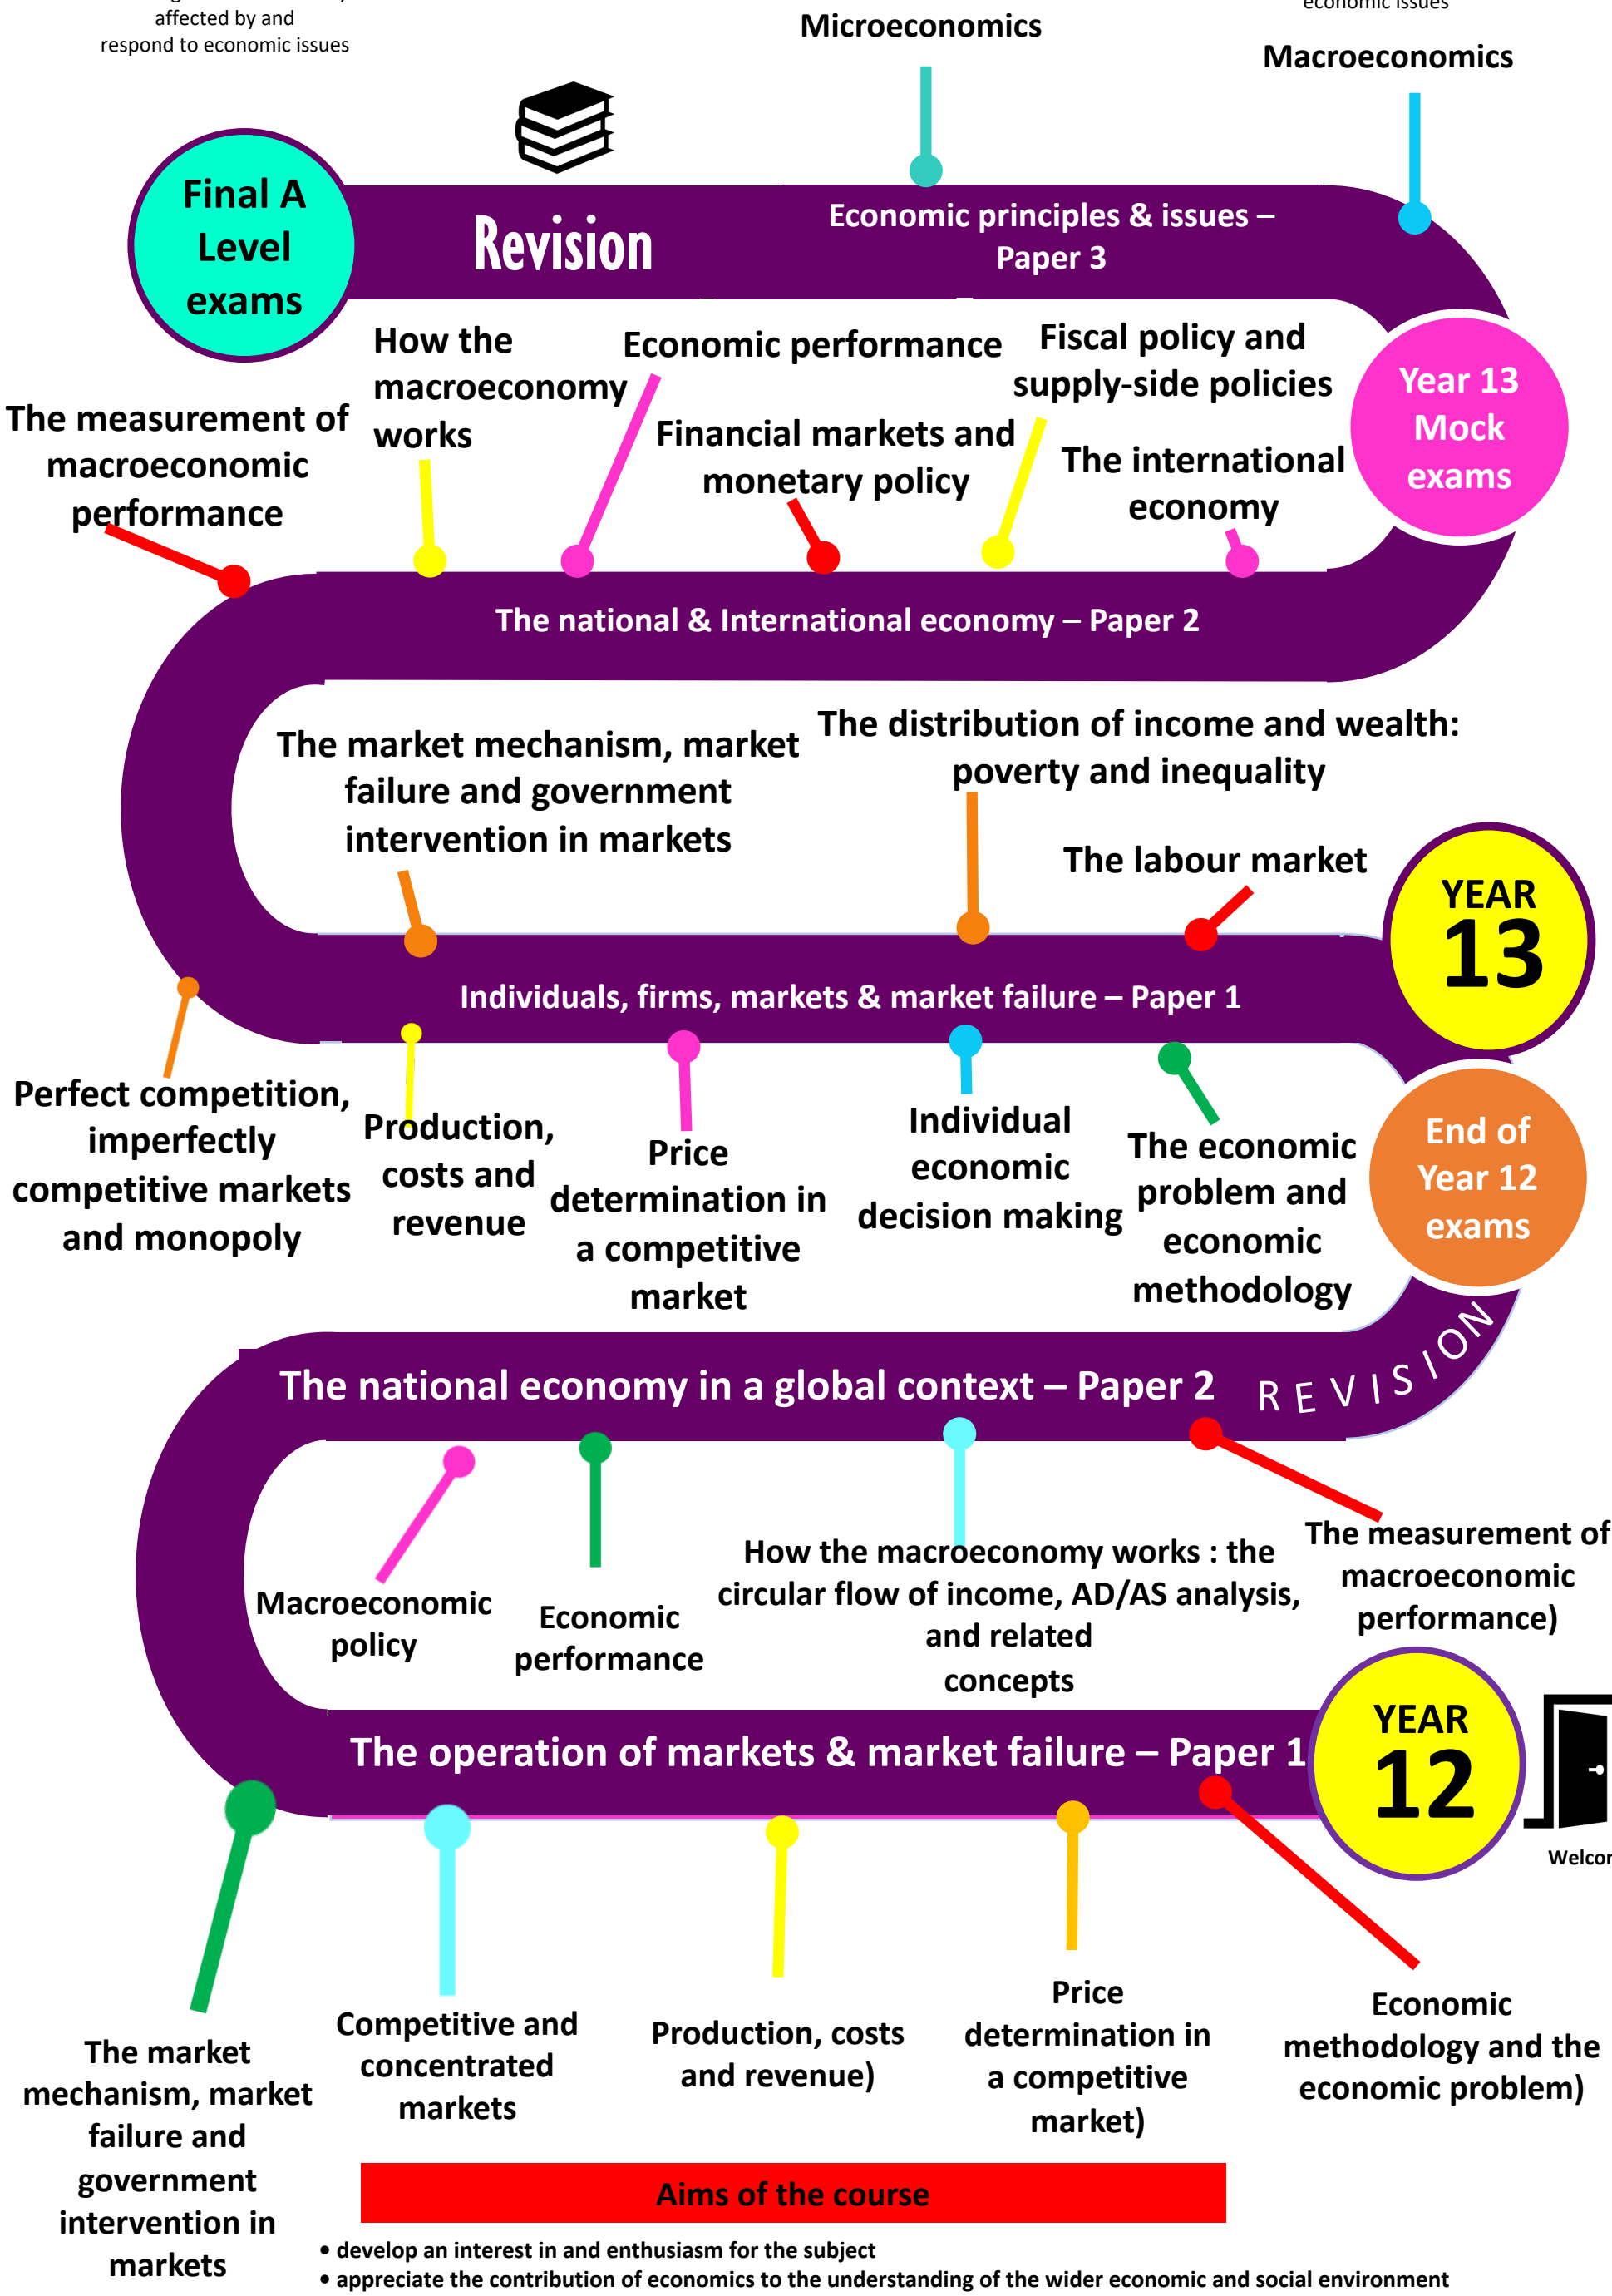 affected by and
respond to economic issues
economic issues
Microeconomics
Macroeconomics
Final A
Level
exams
Revision
Economic principles & issues –
Paper 3
How the
macroeconomy
works
Economic performance
Fiscal policy and
supply-side policies
Year 13
Mock
exams
The measurement of
macroeconomic
performance
Financial markets and
monetary policy
The international
economy
The national & International economy – Paper 2
The market mechanism, market
failure and government
intervention in markets
The distribution of income and wealth:
poverty and inequality
The labour market
YEAR
13
Individuals, firms, markets & market failure – Paper 1
Perfect competition,
imperfectly
competitive markets
and monopoly
Production,
costs and
revenue
Price
determination in
a competitive
market
Individual
economic
decision making
The economic
problem and
economic
methodology
End of
Year 12
exams
The national economy in a global context – Paper 2
REVISION
Macroeconomic
policy
Economic
performance
How the macroeconomy works : the
circular flow of income, AD/AS analysis,
and related
concepts
The measurement of
macroeconomic
performance)
The operation of markets & market failure – Paper 1
YEAR
12
The market
mechanism, market
failure and
government
intervention in
markets
Competitive and
concentrated
markets
Production, costs
and revenue)
Price
determination in
a competitive
market)
Economic
methodology and the
economic problem)
Aims of the course
• develop an interest in and enthusiasm for the subject
• appreciate the contribution of economics to the understanding of the wider economic and social environment